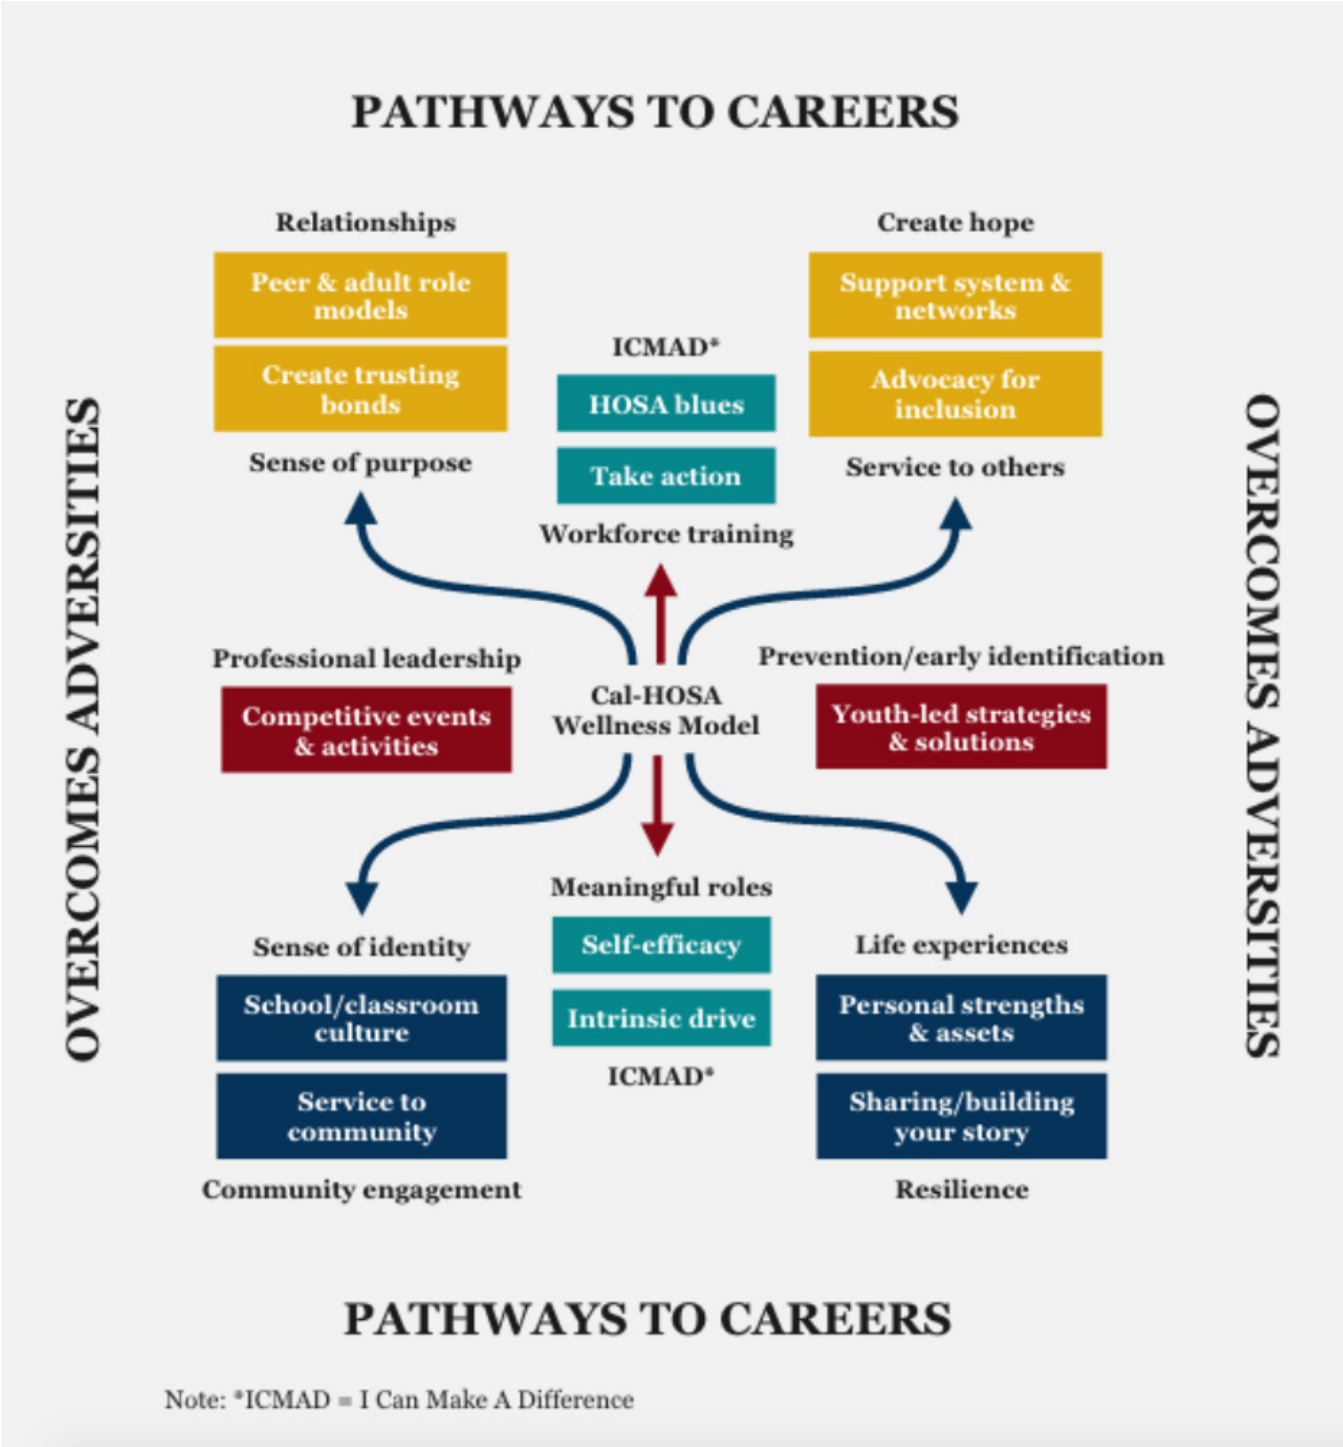 PATHWAYS TO CAREERS
Relationships
Peer & adult role
models
Create trusting
bonds
Sense of purpose
ICMAD*
HOSA blues
Take action
Workforce training
Create hope
Support system &
networks
Advocacy for
inclusion
Service to others
OVERCOMES ADVERSITIES
Professional leadership
Competitive events
& activities
Cal-HOSA
Wellness Model
Prevention/early identification
Youth-led strategies
& solutions
OVERCOMES ADVERSITIES
Sense of identity
School/classroom
culture
Service to
community
Community engagement
Meaningful roles
Self-efficacy
Intrinsic drive
ICMAD*
Life experiences
Personal strengths
& assets
Sharing/building
your story
Resilience
PATHWAYS TO CAREERS
Note: *ICMAD = I Can Make A Difference